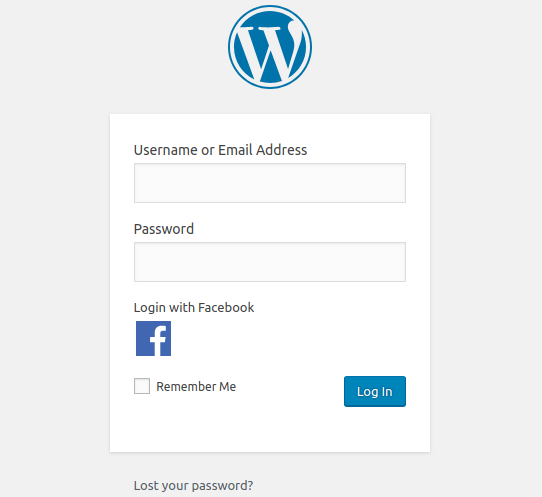 Username or Email Address
Password
Login with Facebook
Remember Me
Log In
Lost your password?